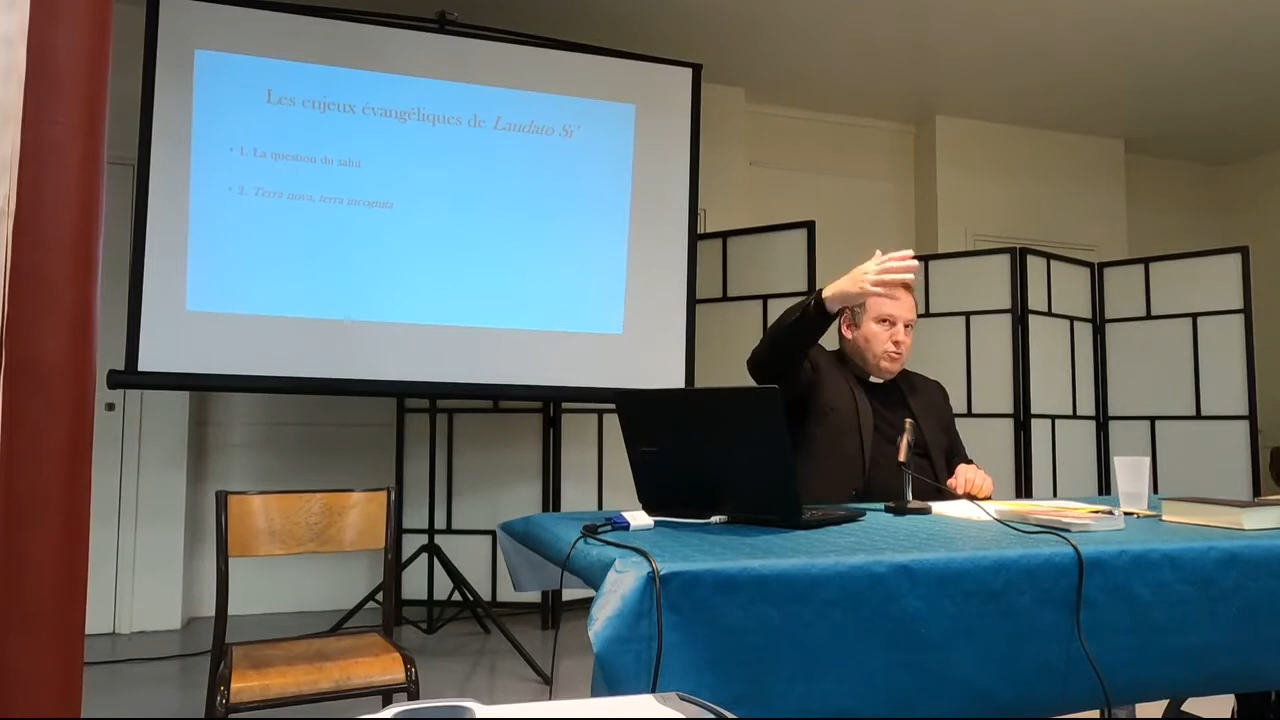 Les enjeux évangéliques de Laudato Si'
• 1. La question du salut
• 2. Terra nova, terra incognita